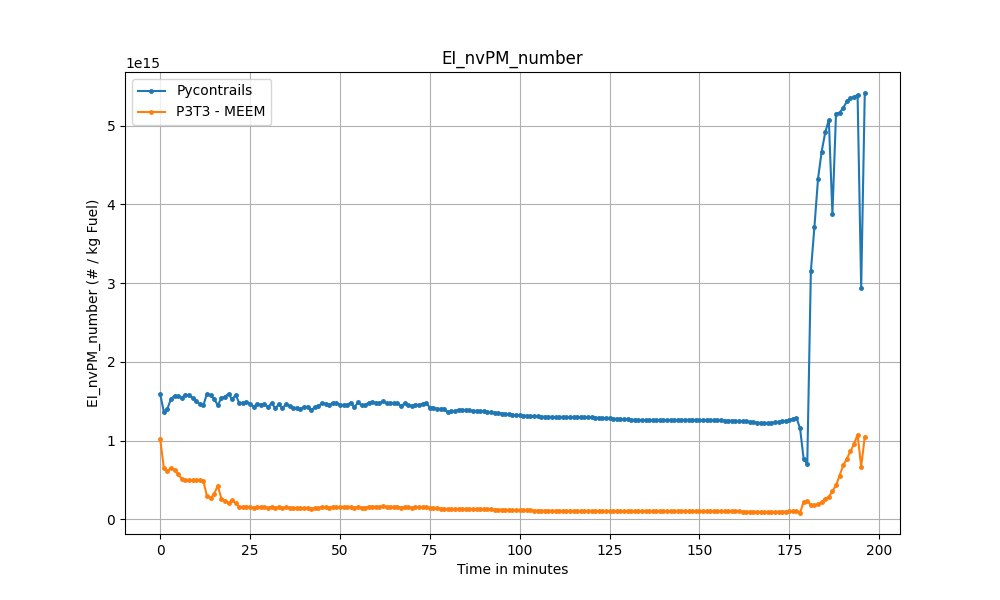 EI_nvPM_number
1e15
Pycontrails
P3T3 - MEEM
5
4
3
2
1
0
EI_nvPM_number (# / kg Fuel)
0 25 50 75 100 125 150 175 200
Time in minutes